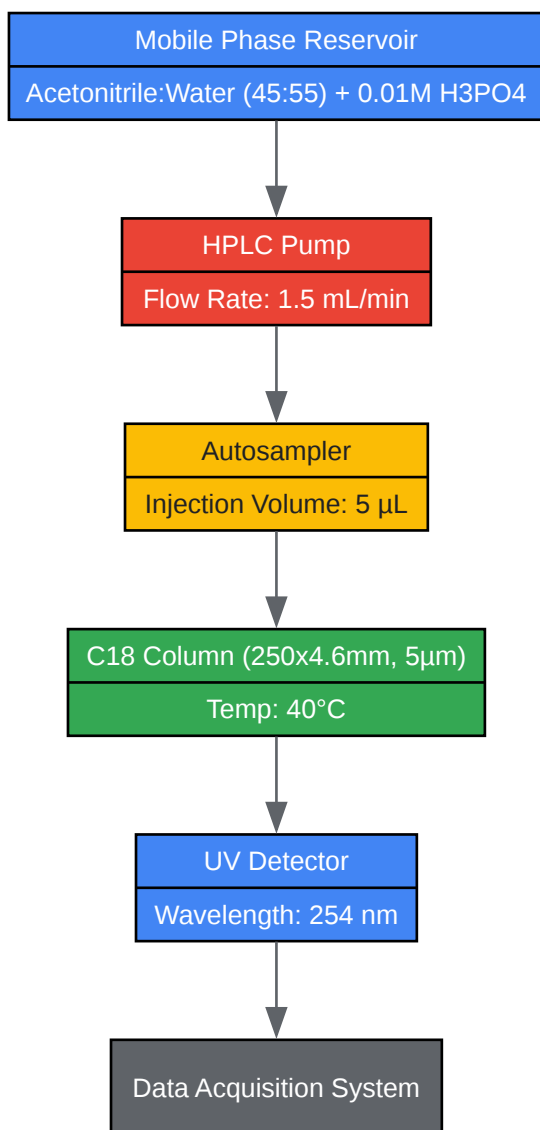 Mobile Phase Reservoir
Acetonitrile:Water (45:55) + 0.01M H3PO4
HPLC Pump
Flow Rate: 1.5 mL/min
Autosampler
Injection Volume: 5 µL
C18 Column (250x4.6mm, 5µm)
Temp: 40°C
UV Detector
Wavelength: 254 nm
Data Acquisition System